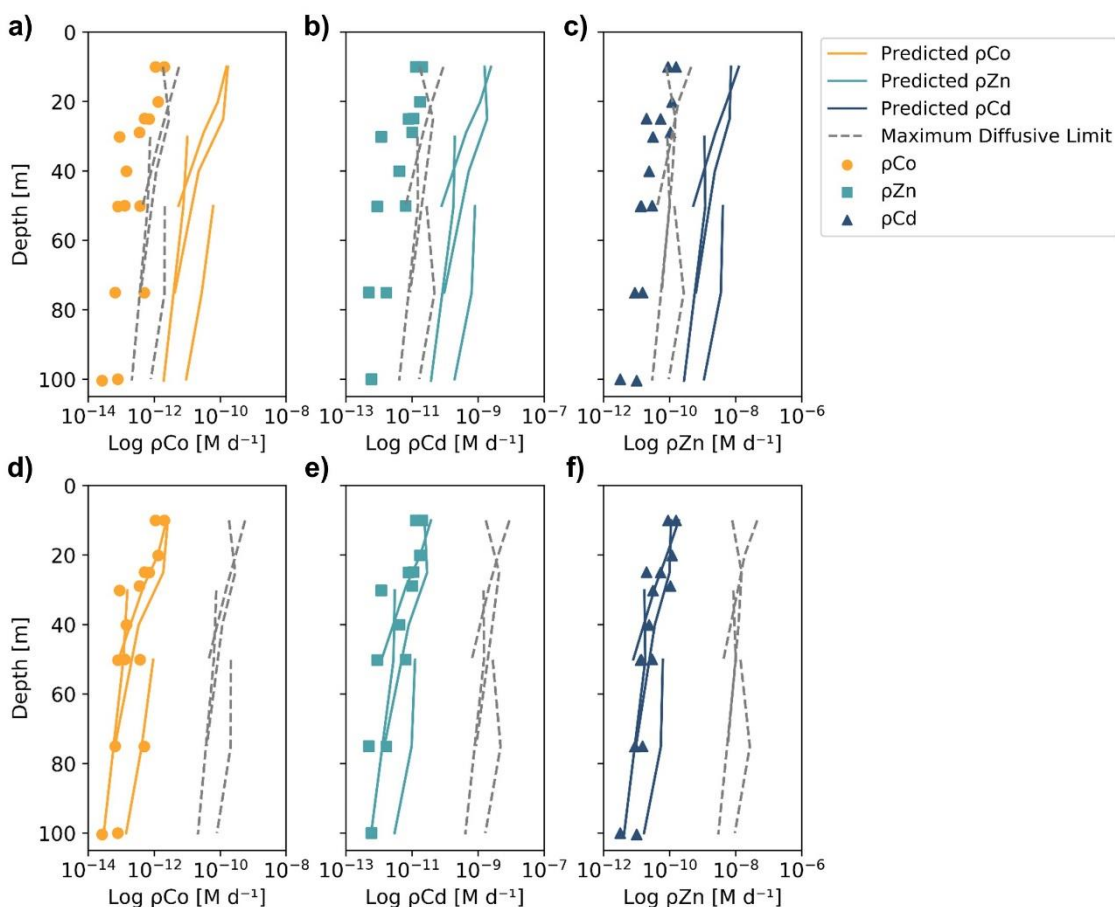 a)
b)
c)
Predicted ρCo
Predicted ρZn
Predicted ρCd
Maximum Diffusive Limit
ρCo
ρZn
ρCd
0
20
40
60
80
100
Depth [m]
10⁻¹⁴ 10⁻¹² 10⁻¹⁰ 10⁻⁸
Log ρCo [M d⁻¹]
10⁻¹³ 10⁻¹¹ 10⁻⁹ 10⁻⁷
Log ρCd [M d⁻¹]
10⁻¹² 10⁻¹⁰ 10⁻⁸ 10⁻⁶
Log ρZn [M d⁻¹]
d)
e)
f)
0
20
40
60
80
100
Depth [m]
10⁻¹⁴ 10⁻¹² 10⁻¹⁰ 10⁻⁸
Log ρCo [M d⁻¹]
10⁻¹³ 10⁻¹¹ 10⁻⁹ 10⁻⁷
Log ρCd [M d⁻¹]
10⁻¹² 10⁻¹⁰ 10⁻⁸ 10⁻⁶
Log ρZn [M d⁻¹]